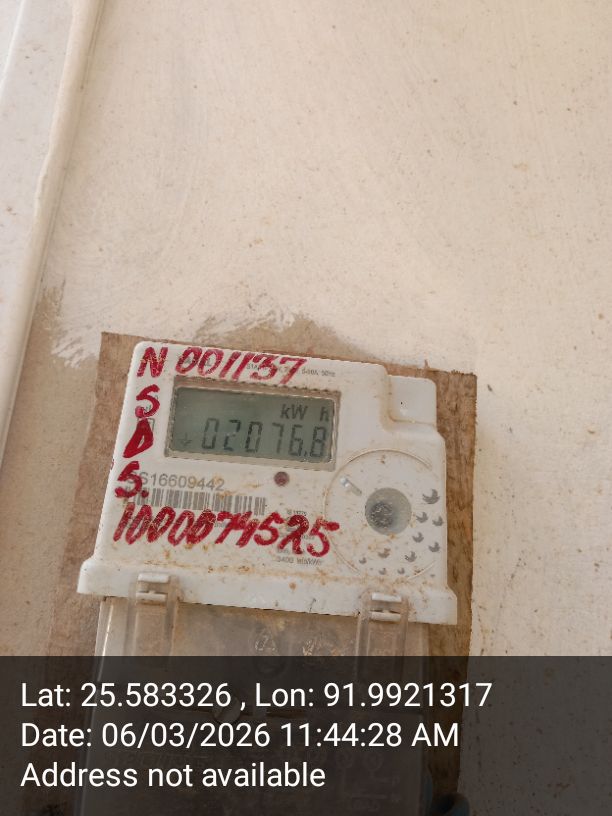 N 001137
S
D
S.
kW h
02076.8
S16609442
1000074525
Lat: 25.583326 , Lon: 91.9921317
Date: 06/03/2026 11:44:28 AM
Address not available